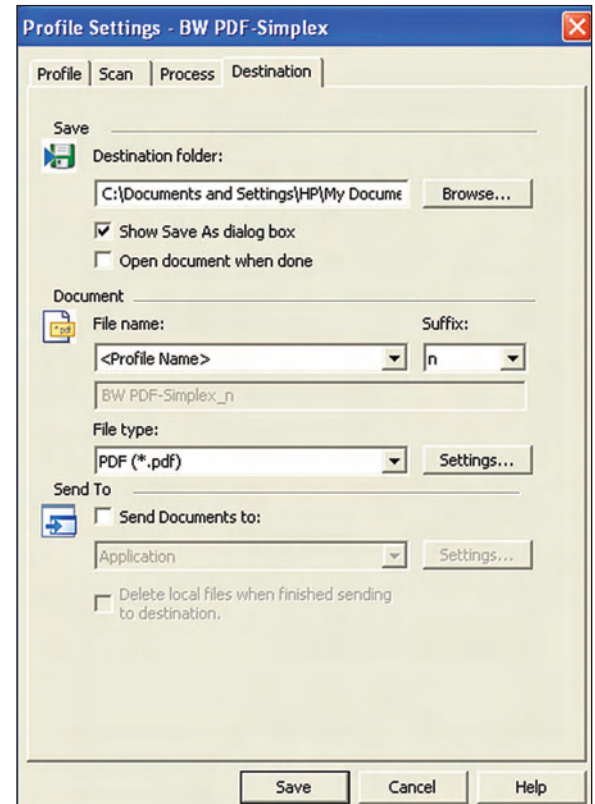 Profile Settings - BW PDF-Simplex
Profile Scan Process Destination
Save
Destination folder:
C:\Documents and Settings\HP\My Docume Browse...
Show Save As dialog box
Open document when done
Document
*.pdf
File name: Suffix:
<Profile Name> n
BW PDF-Simplex_n
File type:
PDF (*.pdf) Settings...
Send To
Send Documents to:
Application Settings...
Delete local files when finished sending
to destination.
Save Cancel Help